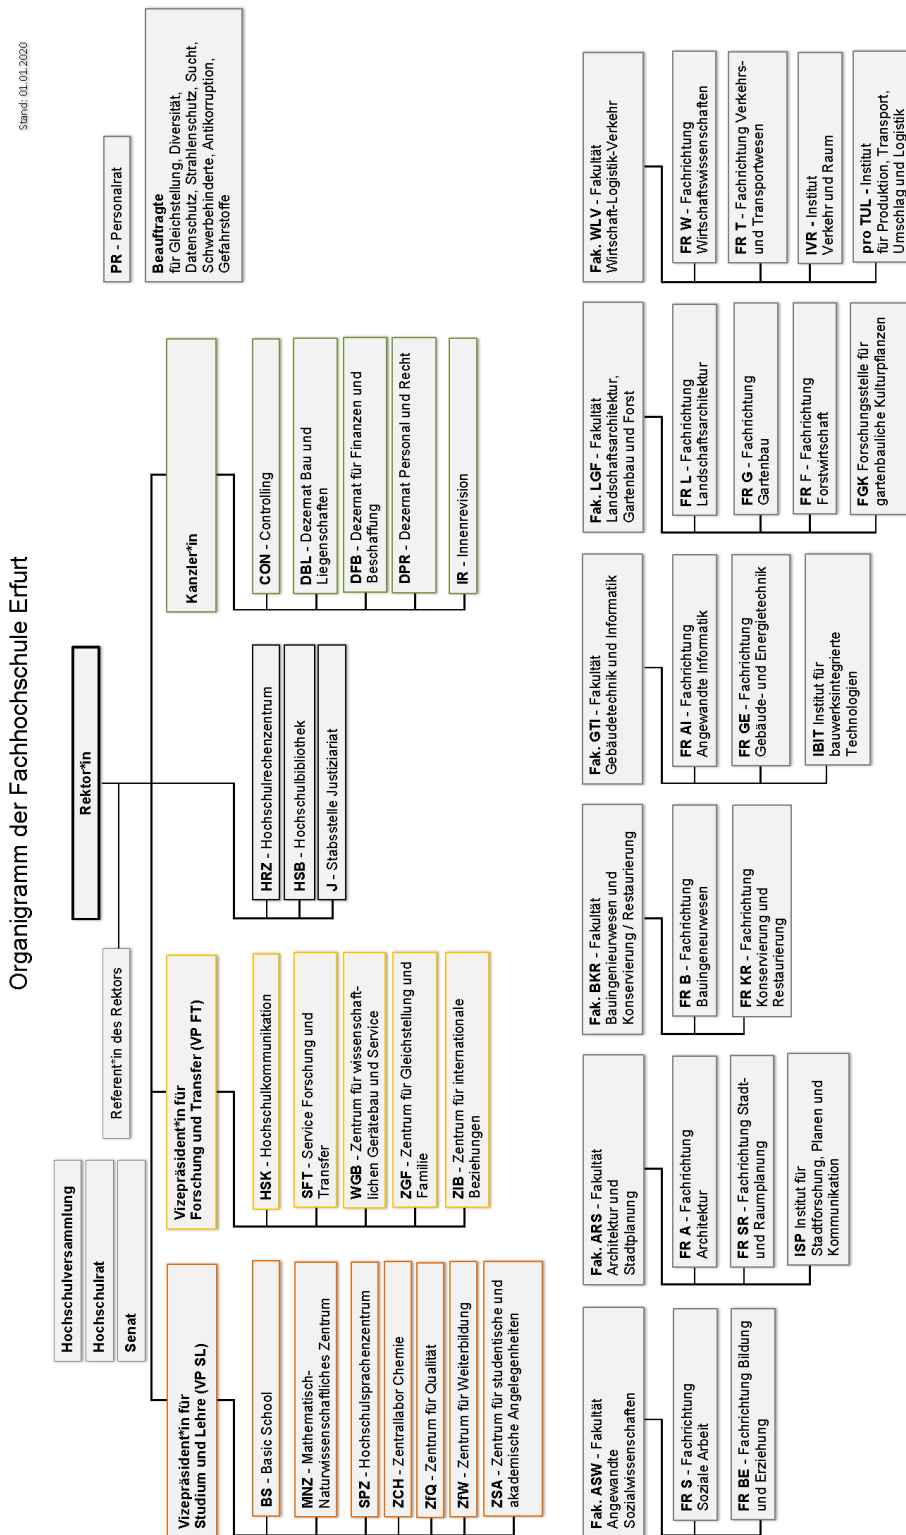 Organigramm der Fachhochschule Erfurt
Stand: 01.01.2020
Hochschulversammlung
Hochschulrat
Senat
Rektor*in
Referent*in des Rektors
PR - Personalrat
Beauftragte
für Gleichstellung, Diversität,
Datenschutz, Strahlenschutz, Sucht,
Schwerbehinderte, Antikorruption,
Gefahrstoffe
Vizepräsident*in für
Studium und Lehre (VP SL)
BS - Basic School
MNZ - Mathematisch-
Naturwissenschaftliches Zentrum
SPZ - Hochschulsprachenzentrum
ZCH - Zentrallabor Chemie
ZfQ - Zentrum für Qualität
ZfW - Zentrum für Weiterbildung
ZSA - Zentrum für studentische und
akademische Angelegenheiten
Vizepräsident*in für
Forschung und Transfer (VP FT)
HSK - Hochschulkommunikation
SFT - Service Forschung und
Transfer
WGB - Zentrum für wissenschaft-
lichen Gerätebau und Service
ZGF - Zentrum für Gleichstellung und
Familie
ZIB - Zentrum für internationale
Beziehungen
HRZ - Hochschulrechenzentrum
HSB - Hochschulbibliothek
J - Stabsstelle Justiziariat
Kanzler*in
CON - Controlling
DBL - Dezernat Bau und
Liegenschaften
DFB - Dezernat für Finanzen und
Beschaffung
DPR - Dezernat Personal und Recht
IR - Innenrevision
Fak. ASW - Fakultät
Angewandte
Sozialwissenschaften
FR S - Fachrichtung
Soziale Arbeit
FR BE - Fachrichtung Bildung
und Erziehung
Fak. ARS - Fakultät
Architektur und
Stadtplanung
FR A - Fachrichtung
Architektur
FR SR - Fachrichtung Stadt-
und Raumplanung
ISP Institut für
Stadtforschung, Planen und
Kommunikation
Fak. BKR - Fakultät
Bauingenieurwesen und
Konservierung / Restaurierung
FR B - Fachrichtung
Bauingeneurwesen
FR KR - Fachrichtung
Konservierung und
Restaurierung
Fak. GTI - Fakultät
Gebäudetechnik und Informatik
FR AI - Fachrichtung
Angewandte Informatik
FR GE - Fachrichtung
Gebäude- und Energietechnik
IBIT Institut für
bauwerksintegrierte
Technologien
Fak. LGF - Fakultät
Landschaftsarchitektur,
Gartenbau und Forst
FR L - Fachrichtung
Landschaftsarchitektur
FR G - Fachrichtung
Gartenbau
FR F - Fachrichtung
Forstwirtschaft
FGK Forschungsstelle für
gartenbauliche Kulturpflanzen
Fak. WLV - Fakultät
Wirtschaft-Logistik-Verkehr
FR W - Fachrichtung
Wirtschaftswissenschaften
FR T - Fachrichtung Verkehrs-
und Transportwesen
IVR - Institut
Verkehr und Raum
pro TUL - Institut
für Produktion, Transport,
Umschlag und Logistik